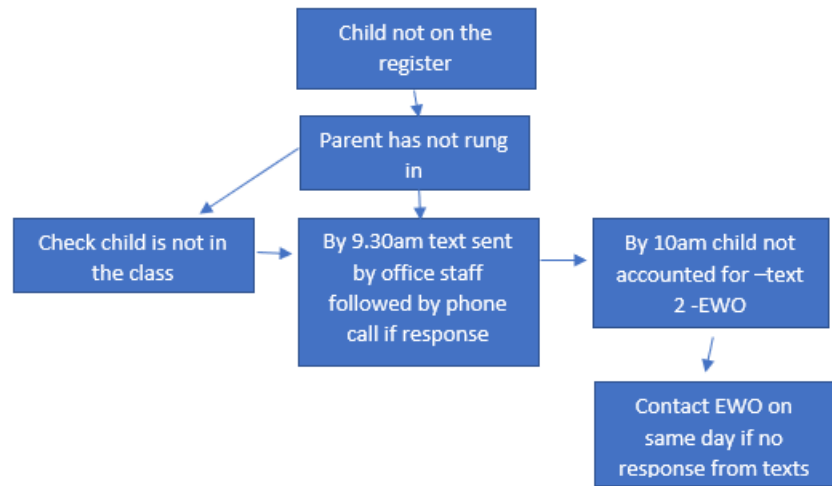 Child not on the
register
Parent has not rung
in
Check child is not in
the class
By 9.30am text sent
by office staff
followed by phone
call if response
By 10am child not
accounted for –text
2 -EWO
Contact EWO on
same day if no
response from texts